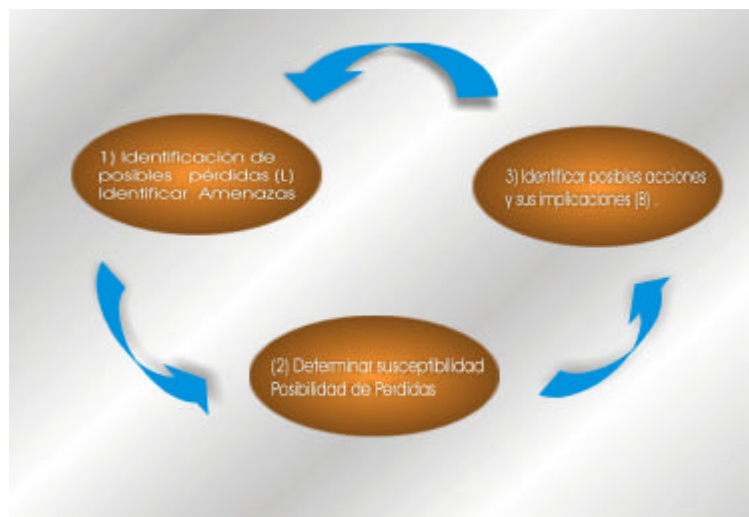 1) Identificación de
posibles pérdidas (L)
Identificar Amenazas
(2) Determinar susceptibilidad
Posibilidad de Perdidas
3) Identificar posibles acciones
y sus implicaciones (B) .